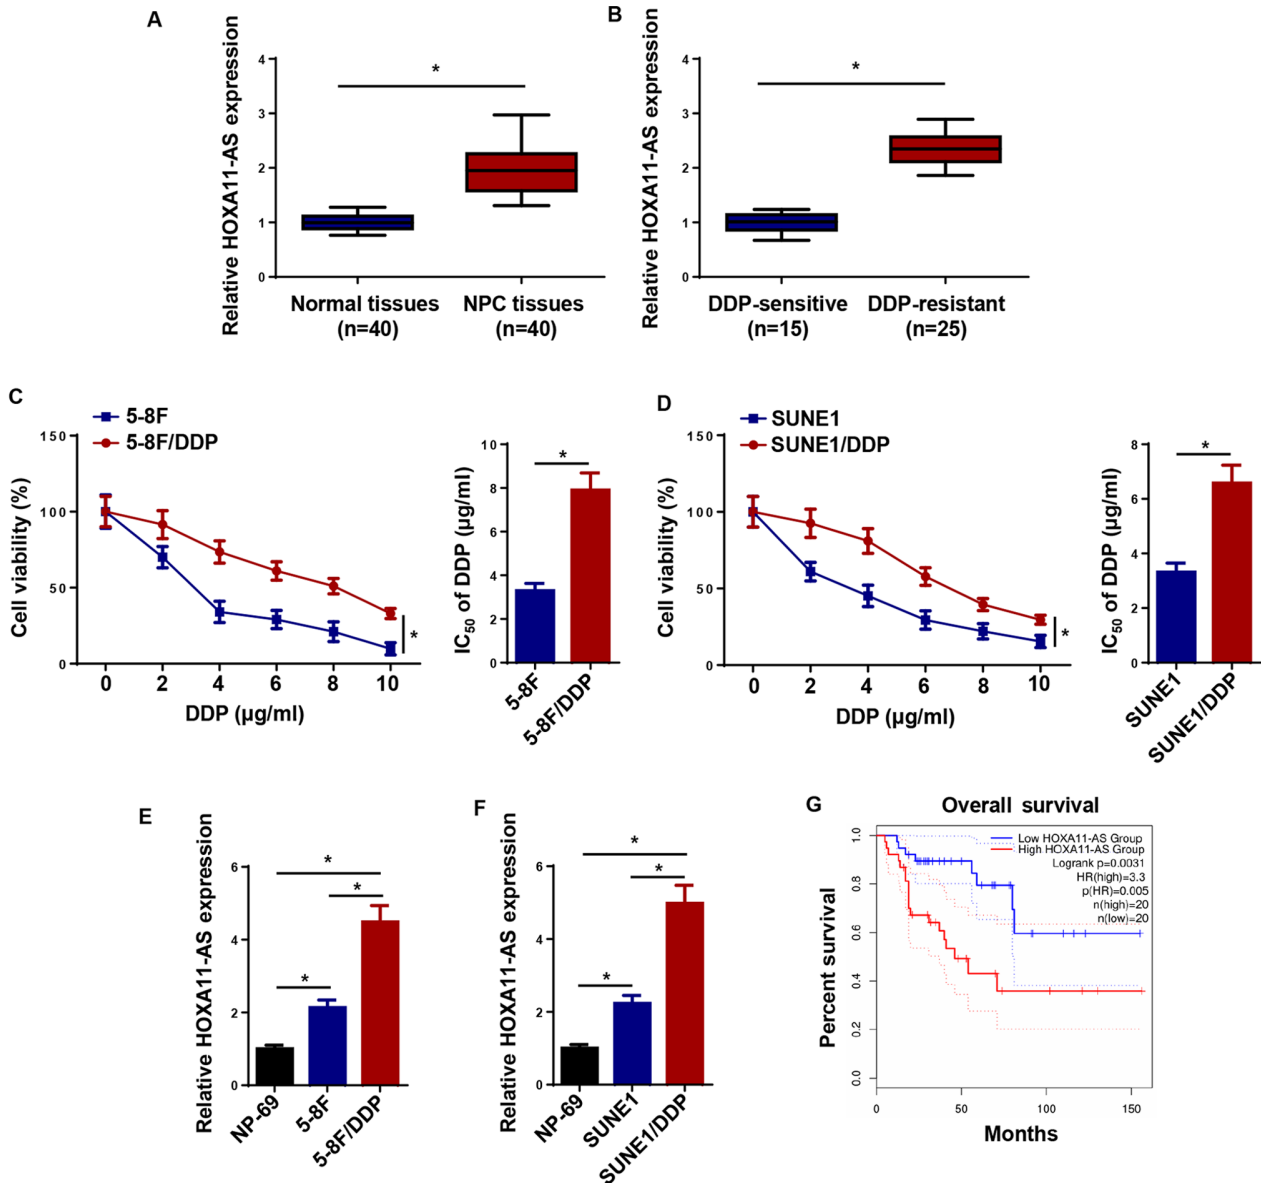 A
Relative HOXA11-AS expression
4
3
2
1
0
*
Normal tissues
(n=40)
NPC tissues
(n=40)
B
Relative HOXA11-AS expression
4
3
2
1
0
*
DDP-sensitive
(n=15)
DDP-resistant
(n=25)
C
5-8F
5-8F/DDP
Cell viability (%)
150
100
50
0
*
0 2 4 6 8 10
DDP (µg/ml)
IC50 of DDP (µg/ml)
10
8
6
4
2
0
*
5-8F
5-8F/DDP
D
SUNE1
SUNE1/DDP
Cell viability (%)
150
100
50
0
*
0 2 4 6 8 10
DDP (µg/ml)
IC50 of DDP (µg/ml)
8
6
4
2
0
*
SUNE1
SUNE1/DDP
E
Relative HOXA11-AS expression
6
4
2
0
*
*
*
NP-69
5-8F
5-8F/DDP
F
Relative HOXA11-AS expression
6
4
2
0
*
*
*
NP-69
SUNE1
SUNE1/DDP
G
Overall survival
Percent survival
1.0
0.8
0.6
0.4
0.2
0.0
Low HOXA11-AS Group
High HOXA11-AS Group
Logrank p=0.0031
HR(high)=3.3
p(HR)=0.005
n(high)=20
n(low)=20
0 50 100 150
Months